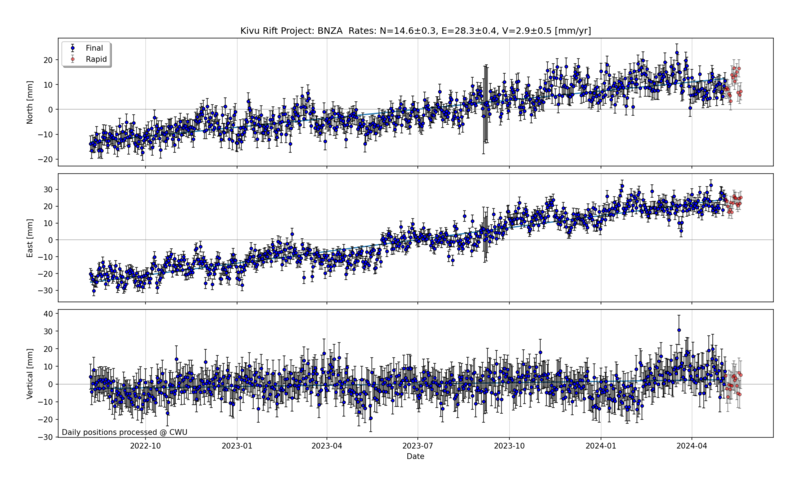 Kivu Rift Project: BNZA  Rates: N=14.6±0.3, E=28.3±0.4, V=2.9±0.5 [mm/yr]
Final
Rapid
North [mm]
20
10
0
−10
−20
East [mm]
30
20
10
0
−10
−20
−30
Vertical [mm]
40
30
20
10
0
−10
−20
−30
Daily positions processed @ CWU
2022-10 2023-01 2023-04 2023-07 2023-10 2024-01 2024-04
Date